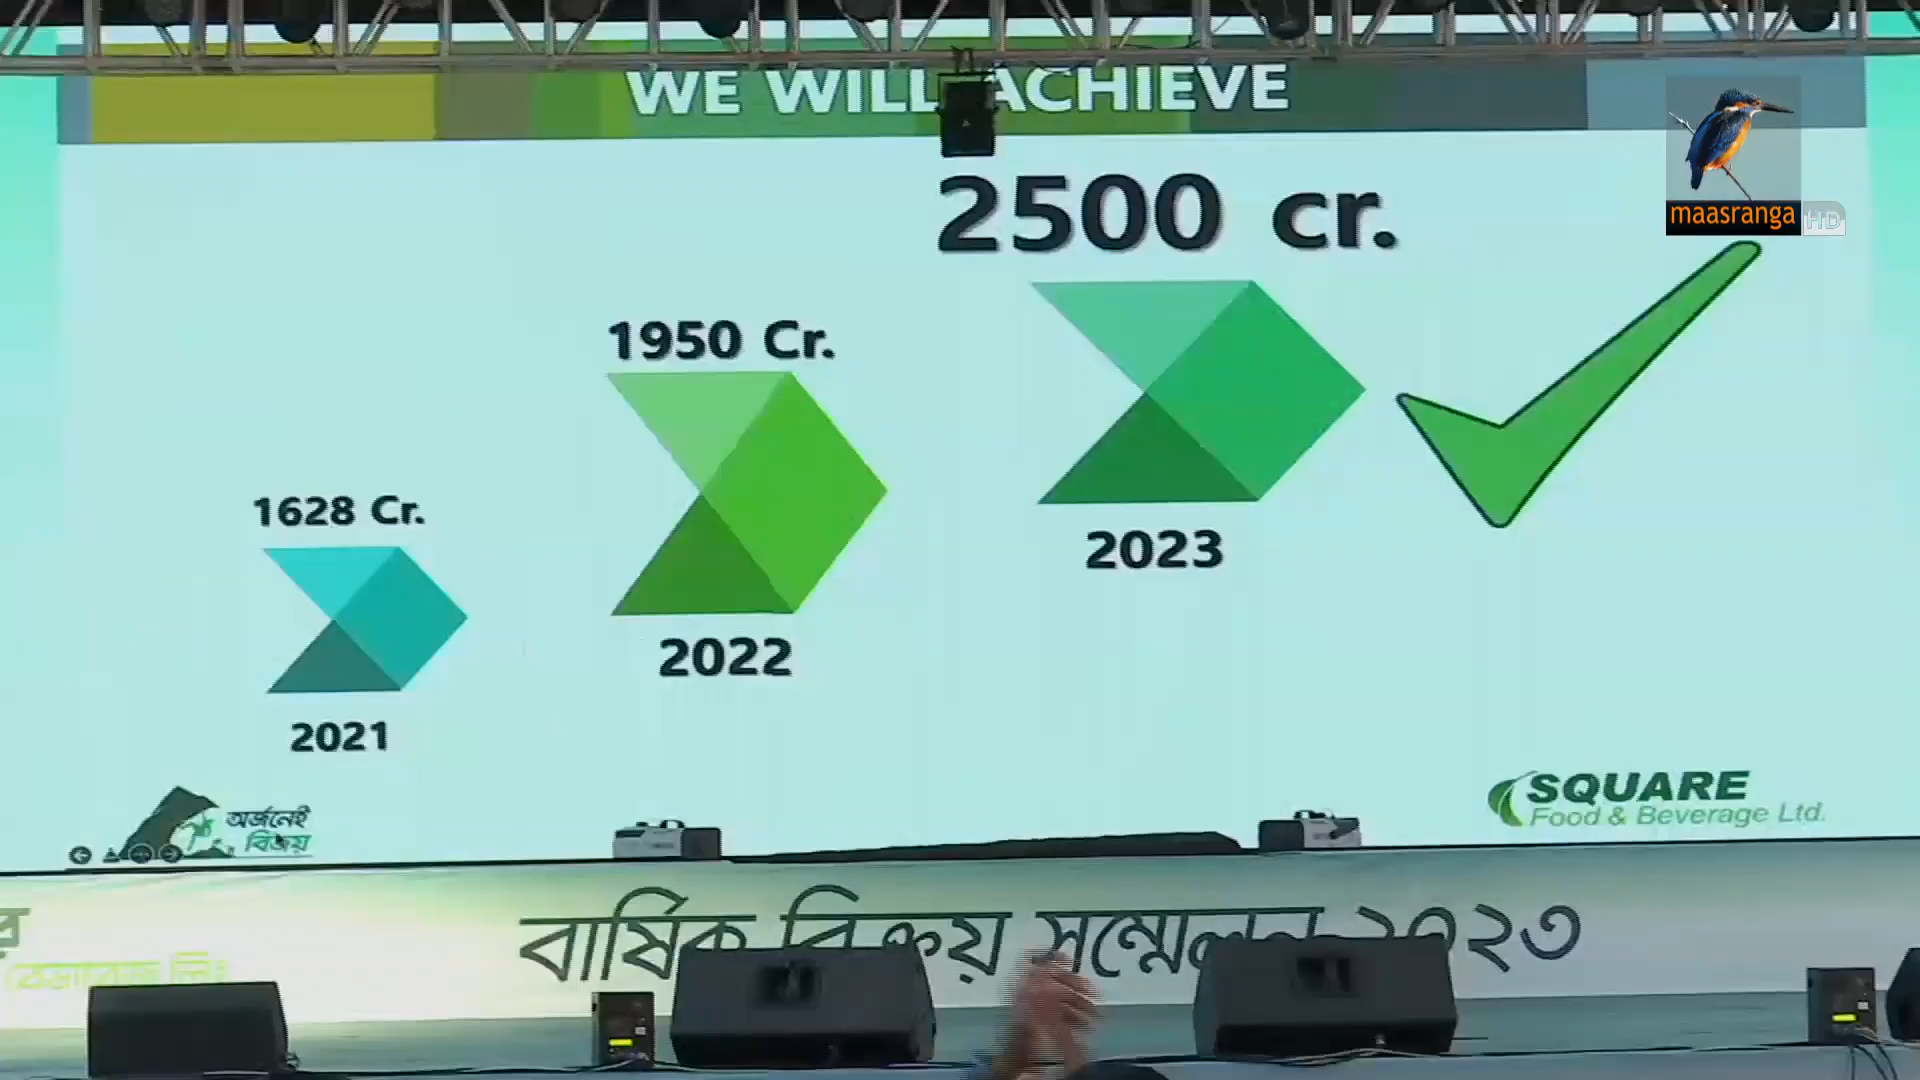 WE WILL ACHIEVE
maasranga HD
2500 cr.
1950 Cr.
1628 Cr.
2023
2022
2021
অর্জনেই
বিজয়
SQUARE
Food & Beverage Ltd.
বার্ষিক বিক্রয় সম্মেলন ২০২৩
বেভারেজ লিঃ